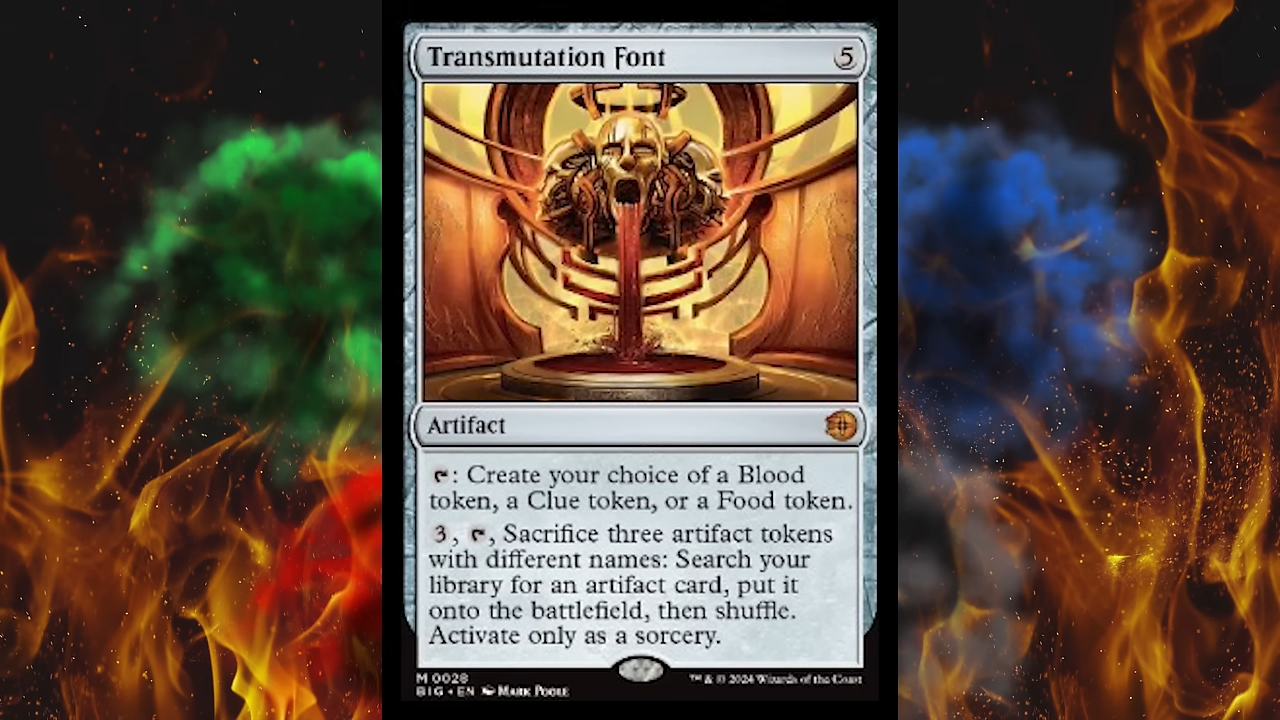 Transmutation Font 5
Artifact
: Create your choice of a Blood
token, a Clue token, or a Food token.
3, , Sacrifice three artifact tokens
with different names: Search your
library for an artifact card, put it
onto the battlefield, then shuffle.
Activate only as a sorcery.
M 0028
BIG • EN Mark Poole
™ & © 2024 Wizards of the Coast